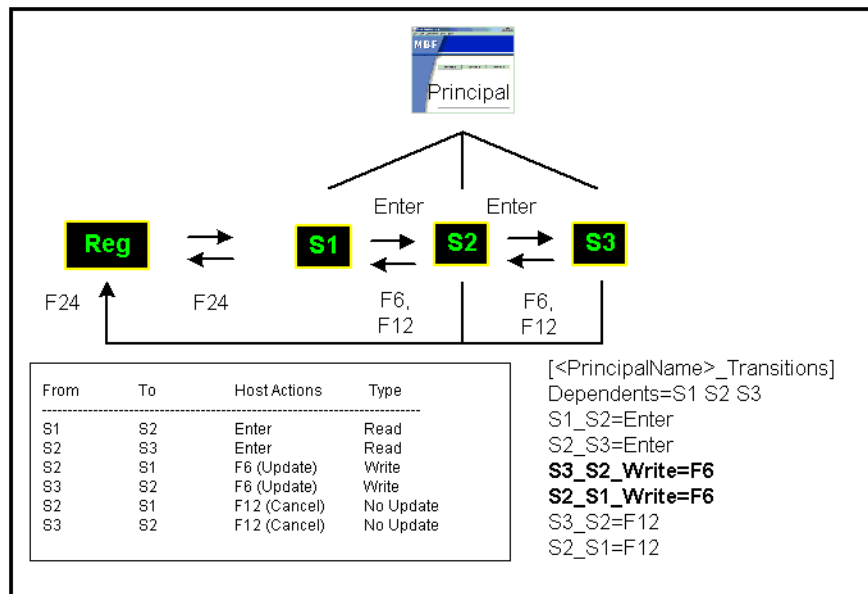 MBF
Principal
Enter Enter
Reg S1 S2 S3
F24 F24 F6, F12 F6, F12
From To Host Actions Type
--------------------------------------------------------------------------------
S1 S2 Enter Read
S2 S3 Enter Read
S2 S1 F6 (Update) Write
S3 S2 F6 (Update) Write
S2 S1 F12 (Cancel) No Update
S3 S2 F12 (Cancel) No Update
[<PrincipalName>_Transitions]
Dependents=S1 S2 S3
S1_S2=Enter
S2_S3=Enter
S3_S2_Write=F6
S2_S1_Write=F6
S3_S2=F12
S2_S1=F12